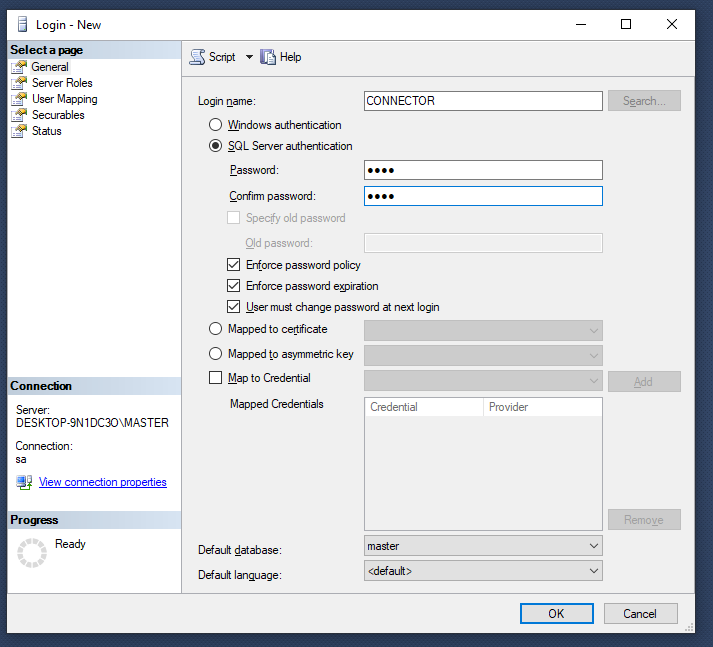 Login - New
Select a page
General
Server Roles
User Mapping
Securables
Status
Connection
Server:
DESKTOP-9N1DC3O\MASTER
Connection:
sa
View connection properties
Progress
Ready
Script
Help
Login name:
CONNECTOR
Search...
Windows authentication
SQL Server authentication
Password:
●●●●
Confirm password:
●●●●
Specify old password
Old password:
Enforce password policy
Enforce password expiration
User must change password at next login
Mapped to certificate
Mapped to asymmetric key
Map to Credential
Add
Mapped Credentials
Credential Provider
Remove
Default database:
master
Default language:
<default>
OK
Cancel